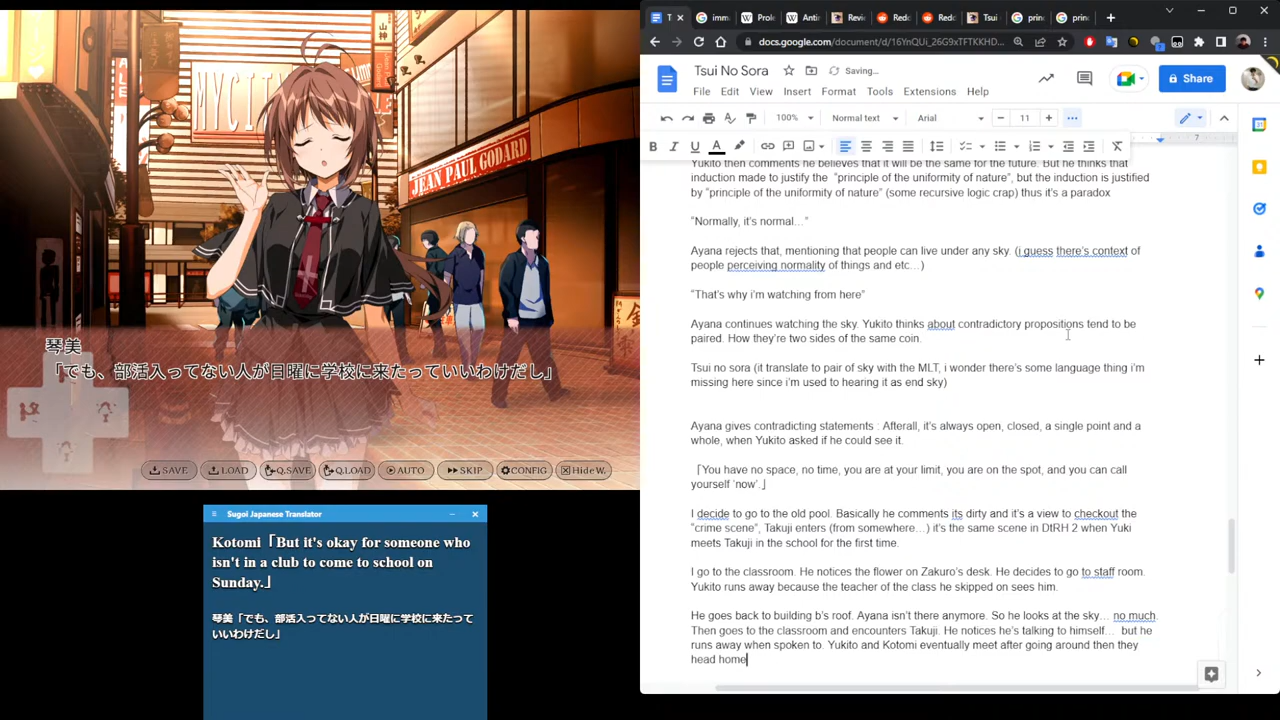 MYCITY
JEAN PAUL GODARD
山神
琴美
「でも、部活入ってない人が日曜に学校に来たっていいわけだし」
SAVE
LOAD
Q.SAVE
Q.LOAD
AUTO
SKIP
CONFIG
Hide W.
Sugoi Japanese Translator
Kotomi「But it's okay for someone who
isn't in a club to come to school on
Sunday.」
琴美「でも、部活入ってない人が日曜に学校に来たって
いいわけだし」
T
imm
Prol
Anti
Revi
Redd
Redd
Tsui
prin
prin
docs.google.com/document/d/16YnQUi_26G9xTFTKKHD...
Tsui No Sora
Saving...
File Edit View Insert Format Tools Extensions Help
Share
100% Normal text Arial 11
7
Yukito then comments he believes that it will be the same for the future. But he thinks that
induction made to justify the "principle of the uniformity of nature", but the induction is justified
by "principle of the uniformity of nature" (some recursive logic crap) thus it's a paradox
"Normally, it's normal..."
Ayana rejects that, mentioning that people can live under any sky. (i guess there's context of
people perceiving normality of things and etc...)
"That's why i'm watching from here"
Ayana continues watching the sky. Yukito thinks about contradictory propositions tend to be
paired. How they're two sides of the same coin.
Tsui no sora (it translate to pair of sky with the MLT, i wonder there's some language thing i'm
missing here since i'm used to hearing it as end sky)
Ayana gives contradicting statements : Afterall, it's always open, closed, a single point and a
whole, when Yukito asked if he could see it.
「You have no space, no time, you are at your limit, you are on the spot, and you can call
yourself 'now'.」
I decide to go to the old pool. Basically he comments its dirty and it's a view to checkout the
"crime scene", Takuji enters (from somewhere...) it's the same scene in DtRH 2 when Yuki
meets Takuji in the school for the first time.
I go to the classroom. He notices the flower on Zakuro's desk. He decides to go to staff room.
Yukito runs away because the teacher of the class he skipped on sees him.
He goes back to building b's roof. Ayana isn't there anymore. So he looks at the sky... no much.
Then goes to the classroom and encounters Takuji. He notices he's talking to himself... but he
runs away when spoken to. Yukito and Kotomi eventually meet after going around then they
head home